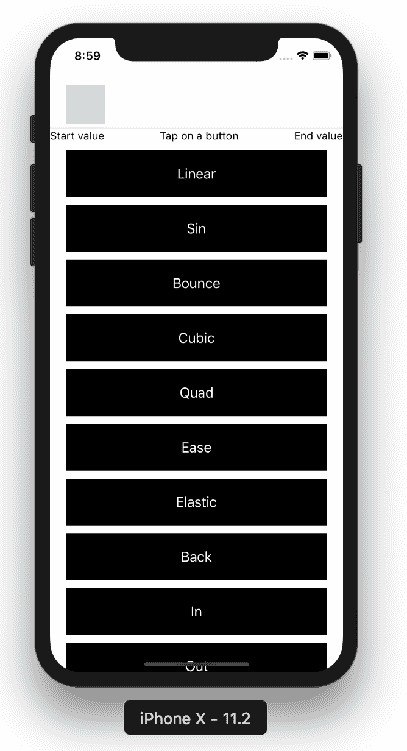 8:59
Start value Tap on a button End value
Linear
Sin
Bounce
Cubic
Quad
Ease
Elastic
Back
In
Out
iPhone X – 11.2